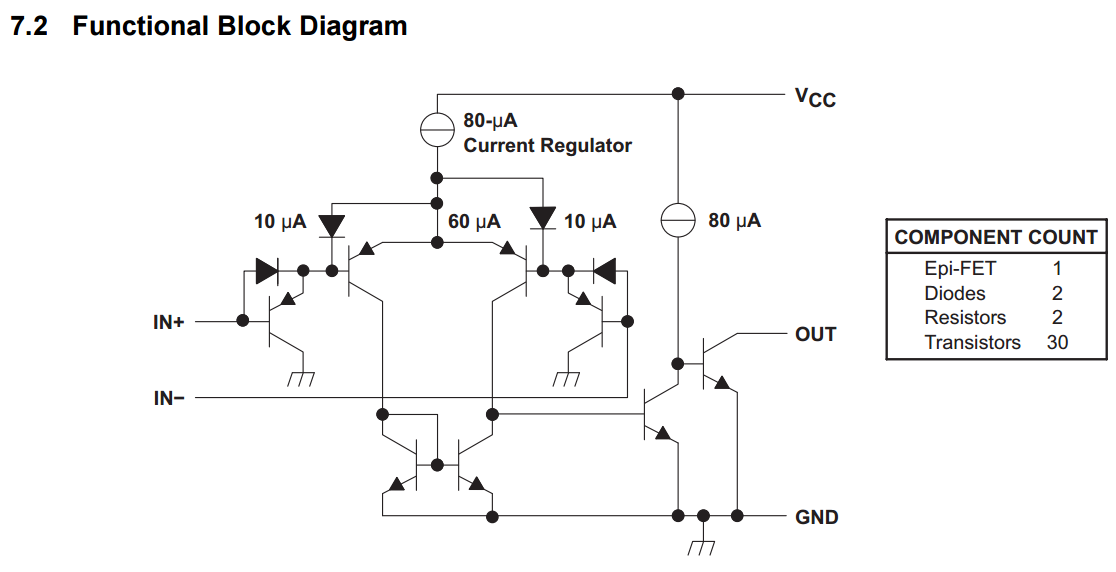 7.2 Functional Block Diagram
VCC
80-µA
Current Regulator
10 µA
60 µA
10 µA
80 µA
COMPONENT COUNT
Epi-FET 1
Diodes 2
Resistors 2
Transistors 30
IN+
OUT
IN−
GND